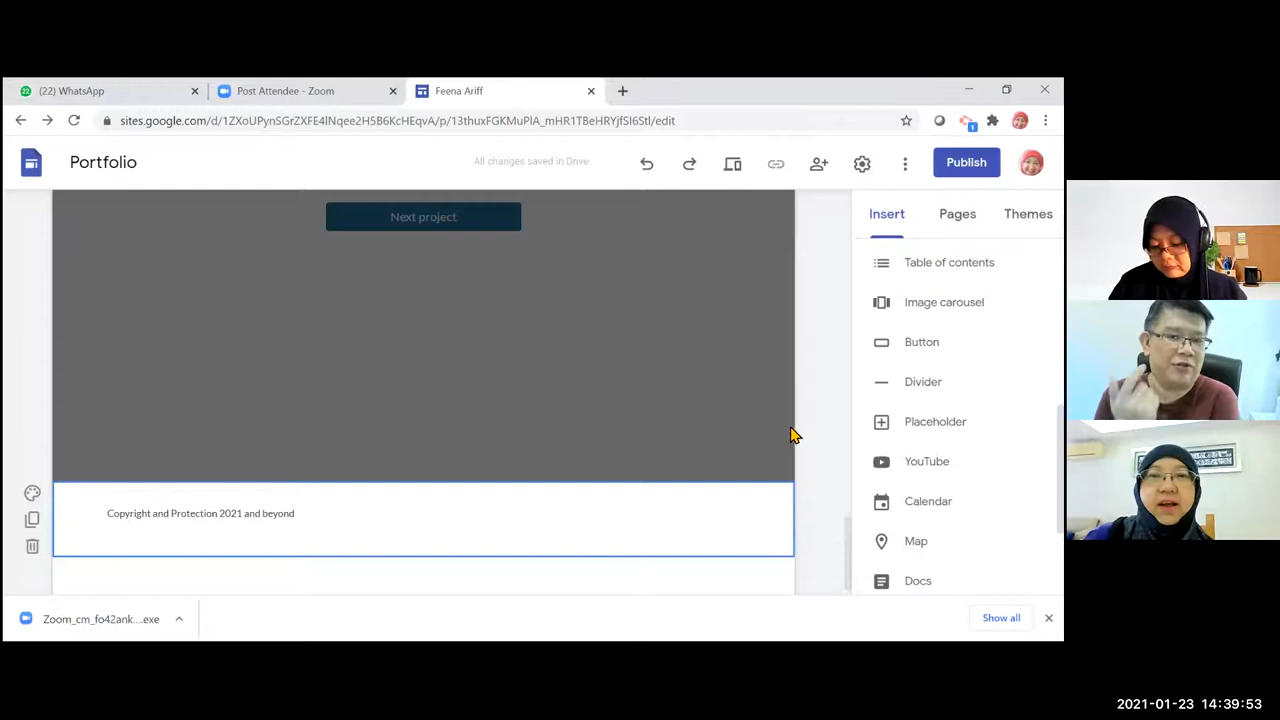 (22) WhatsApp
Post Attendee - Zoom
Feena Ariff
sites.google.com/d/1ZXoUPynSGrZXFE4lNqee2H5B6KcHEqvA/p/13thuxFGKMuPlA_mHR1TBeHRYjfSl6Stl/edit
1
Portfolio
All changes saved in Drive
Publish
Insert
Pages
Themes
Next project
Table of contents
Image carousel
Button
Divider
Placeholder
YouTube
Calendar
Map
Docs
Copyright and Protection 2021 and beyond
Zoom_cm_fo42ank....exe
Show all
2021-01-23 14:39:53